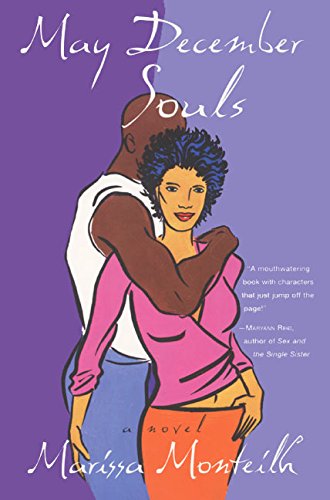 May December
Souls
"A mouthwatering
book with characters
that just jump off the
page!"
—Maryann Reid,
author of Sex and
the Single Sister
a novel
Marissa Monteilh